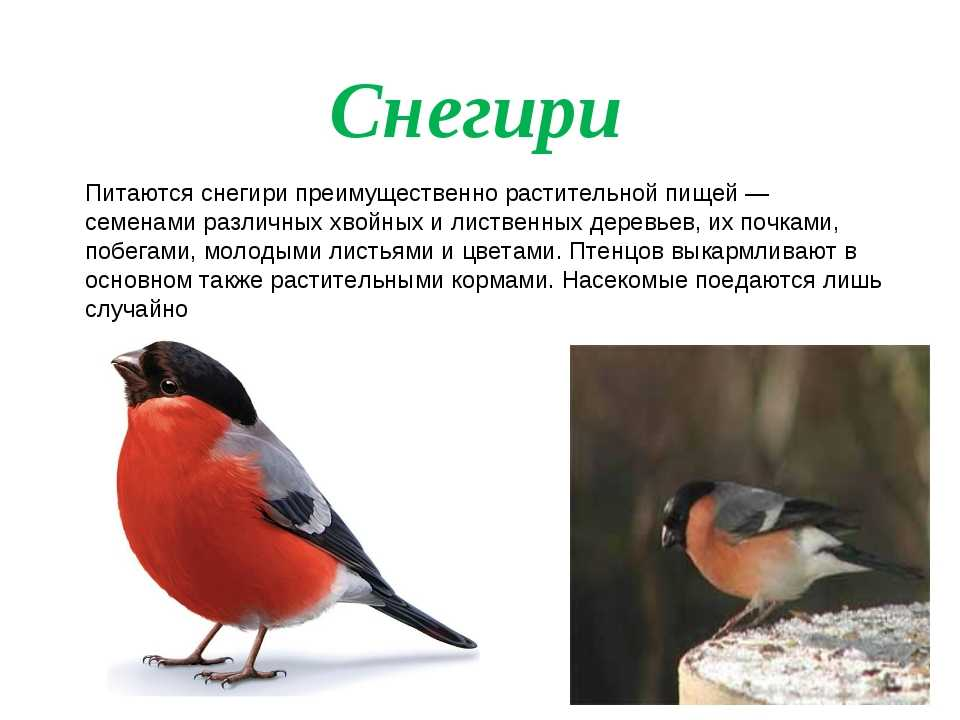 Снегири
Питаются снегири преимущественно растительной пищей —
семенами различных хвойных и лиственных деревьев, их почками,
побегами, молодыми листьями и цветами. Птенцов выкармливают в
основном также растительными кормами. Насекомые поедаются лишь
случайно